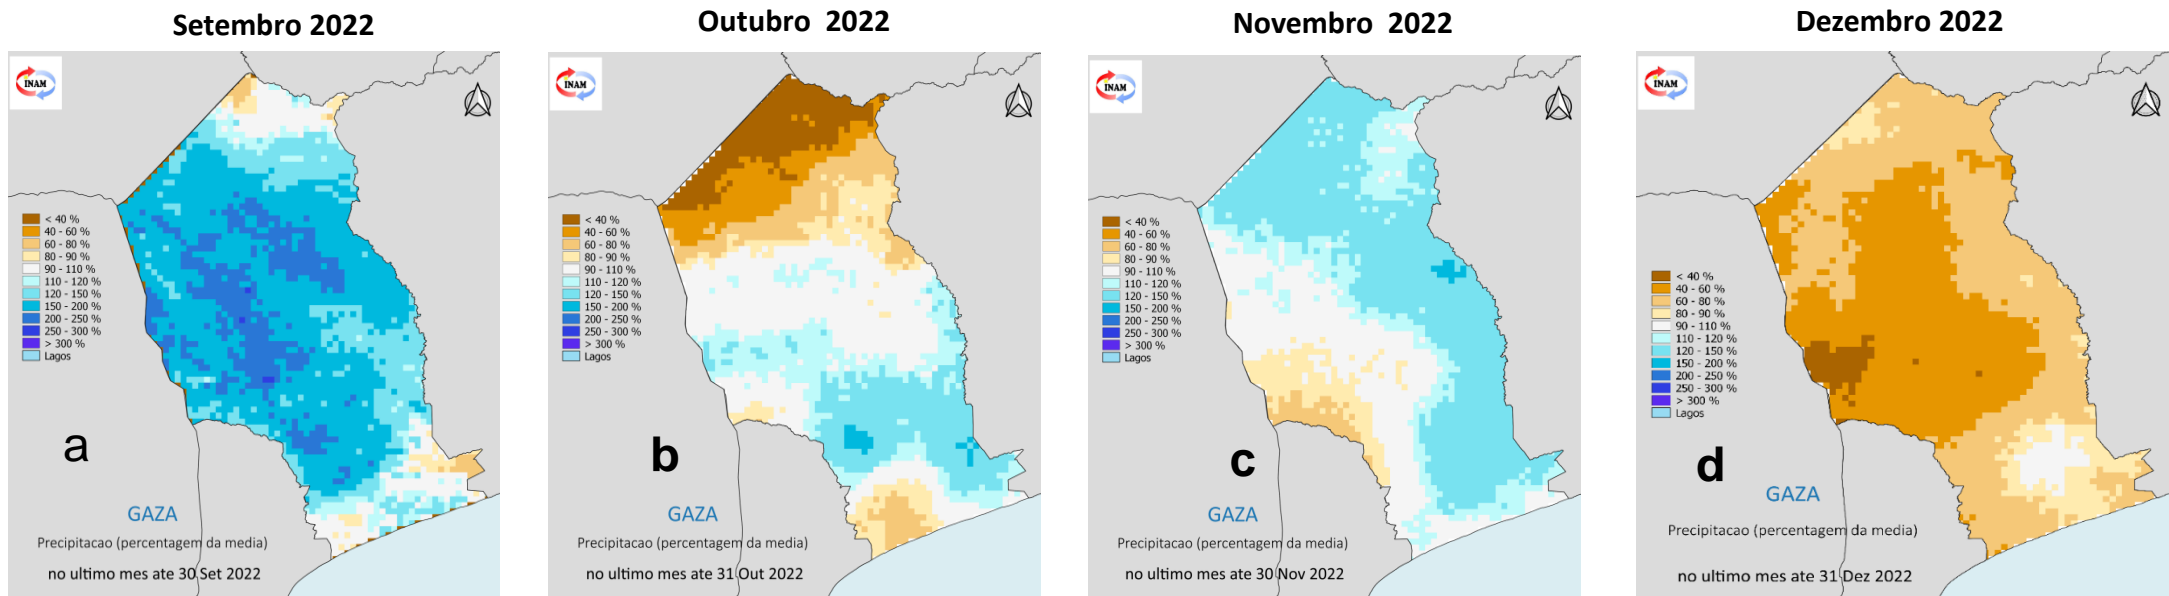 Setembro 2022
INAM
< 40 %
40 - 60 %
60 - 80 %
80 - 90 %
90 - 110 %
110 - 120 %
120 - 150 %
150 - 200 %
200 - 250 %
250 - 300 %
> 300 %
Lagos
a
GAZA
Precipitacao (percentagem da media)
no ultimo mes ate 30 Set 2022
Outubro 2022
INAM
< 40 %
40 - 60 %
60 - 80 %
80 - 90 %
90 - 110 %
110 - 120 %
120 - 150 %
150 - 200 %
200 - 250 %
250 - 300 %
> 300 %
Lagos
b
GAZA
Precipitacao (percentagem da media)
no ultimo mes ate 31 Out 2022
Novembro 2022
INAM
< 40 %
40 - 60 %
60 - 80 %
80 - 90 %
90 - 110 %
110 - 120 %
120 - 150 %
150 - 200 %
200 - 250 %
250 - 300 %
> 300 %
Lagos
c
GAZA
Precipitacao (percentagem da media)
no ultimo mes ate 30 Nov 2022
Dezembro 2022
INAM
< 40 %
40 - 60 %
60 - 80 %
80 - 90 %
90 - 110 %
110 - 120 %
120 - 150 %
150 - 200 %
200 - 250 %
250 - 300 %
> 300 %
Lagos
d
GAZA
Precipitacao (percentagem da media)
no ultimo mes ate 31 Dez 2022